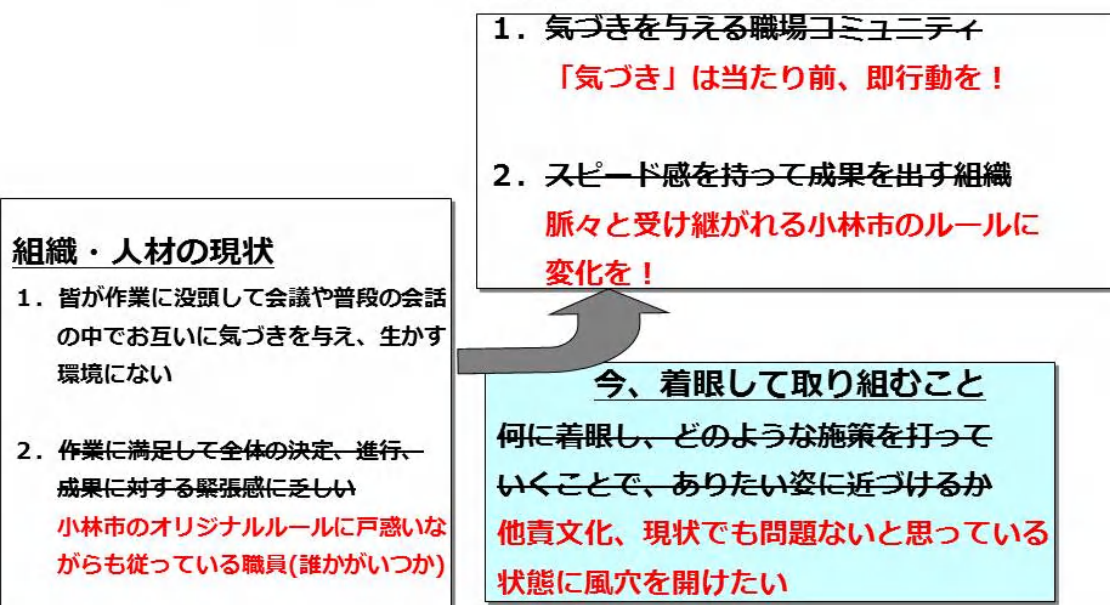 1．気づきを与える職場コミュニティ
「気づき」は当たり前、即行動を！
2．スピード感を持って成果を出す組織
脈々と受け継がれる小林市のルールに
変化を！
組織・人材の現状
1．皆が作業に没頭して会議や普段の会話
の中でお互いに気づきを与え、生かす
環境にない
2．作業に満足して全体の決定、進行、
成果に対する緊張感に乏しい
小林市のオリジナルルールに戸惑いな
がらも従っている職員(誰かがいつか)
今、着眼して取り組むこと
何に着眼し、どのような施策を打って
いくことで、ありたい姿に近づけるか
他責文化、現状でも問題ないと思っている
状態に風穴を開けたい